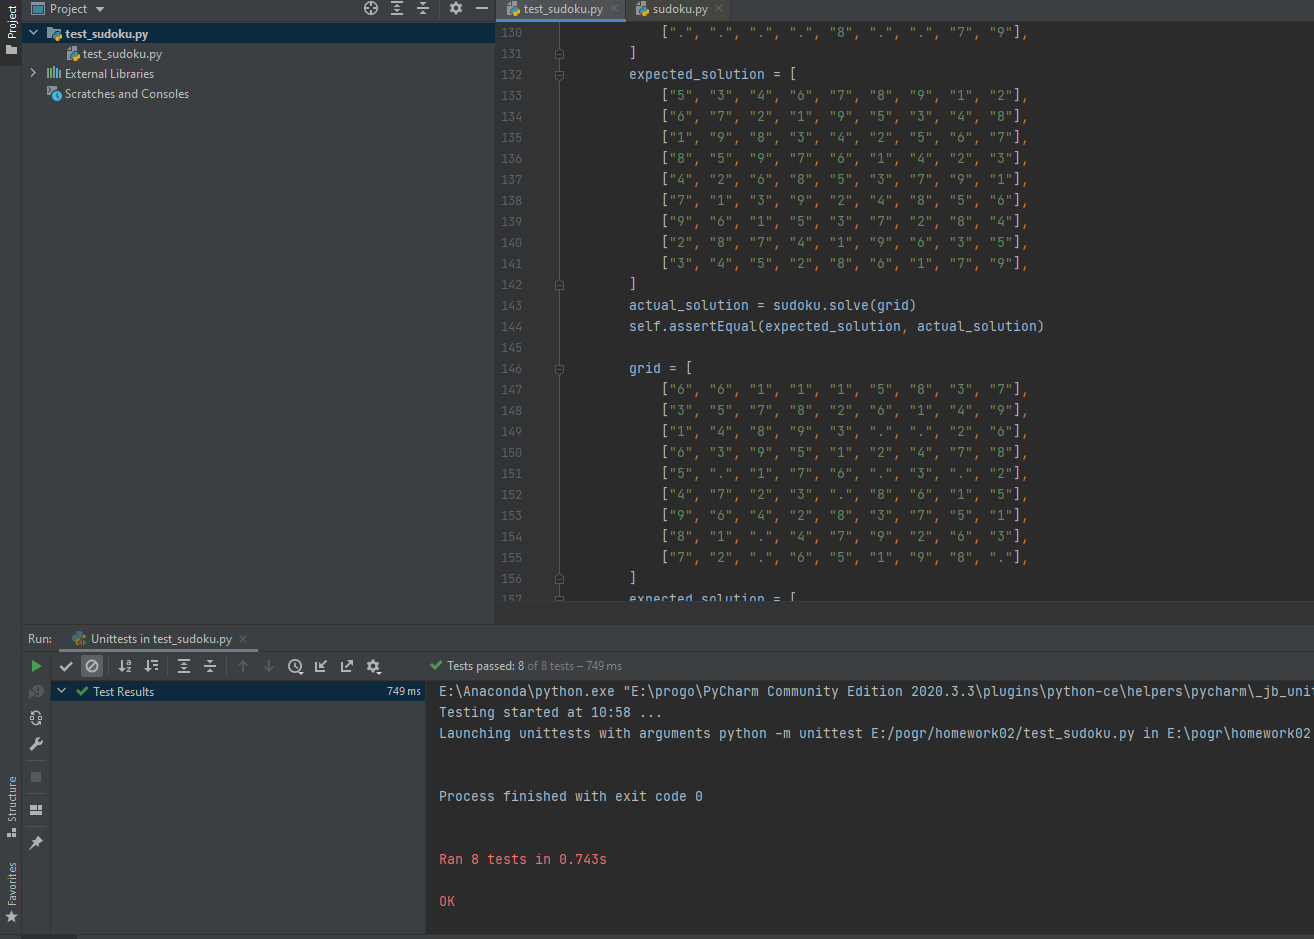 Project
Project
test_sudoku.py
test_sudoku.py
External Libraries
Scratches and Consoles
test_sudoku.py
sudoku.py
130 [".", ".", ".", ".", "8", ".", ".", "7", "9"],
131 ]
132 expected_solution = [
133 ["5", "3", "4", "6", "7", "8", "9", "1", "2"],
134 ["6", "7", "2", "1", "9", "5", "3", "4", "8"],
135 ["1", "9", "8", "3", "4", "2", "5", "6", "7"],
136 ["8", "5", "9", "7", "6", "1", "4", "2", "3"],
137 ["4", "2", "6", "8", "5", "3", "7", "9", "1"],
138 ["7", "1", "3", "9", "2", "4", "8", "5", "6"],
139 ["9", "6", "1", "5", "3", "7", "2", "8", "4"],
140 ["2", "8", "7", "4", "1", "9", "6", "3", "5"],
141 ["3", "4", "5", "2", "8", "6", "1", "7", "9"],
142 ]
143 actual_solution = sudoku.solve(grid)
144 self.assertEqual(expected_solution, actual_solution)
145
146 grid = [
147 ["6", "6", "1", "1", "1", "5", "8", "3", "7"],
148 ["3", "5", "7", "8", "2", "6", "1", "4", "9"],
149 ["1", "4", "8", "9", "3", ".", ".", "2", "6"],
150 ["6", "3", "9", "5", "1", "2", "4", "7", "8"],
151 ["5", ".", "1", "7", "6", ".", "3", ".", "2"],
152 ["4", "7", "2", "3", ".", "8", "6", "1", "5"],
153 ["9", "6", "4", "2", "8", "3", "7", "5", "1"],
154 ["8", "1", ".", "4", "7", "9", "2", "6", "3"],
155 ["7", "2", ".", "6", "5", "1", "9", "8", "."],
156 ]
157 expected_solution = [
Run:
Unittests in test_sudoku.py
Tests passed: 8 of 8 tests – 749 ms
Test Results 749 ms
E:\Anaconda\python.exe "E:\progo\PyCharm Community Edition 2020.3.3\plugins\python-ce\helpers\pycharm\_jb_unit
Testing started at 10:58 ...
Launching unittests with arguments python -m unittest E:/pogr/homework02/test_sudoku.py in E:\pogr\homework02
Process finished with exit code 0
Ran 8 tests in 0.743s
OK
Structure
Favorites